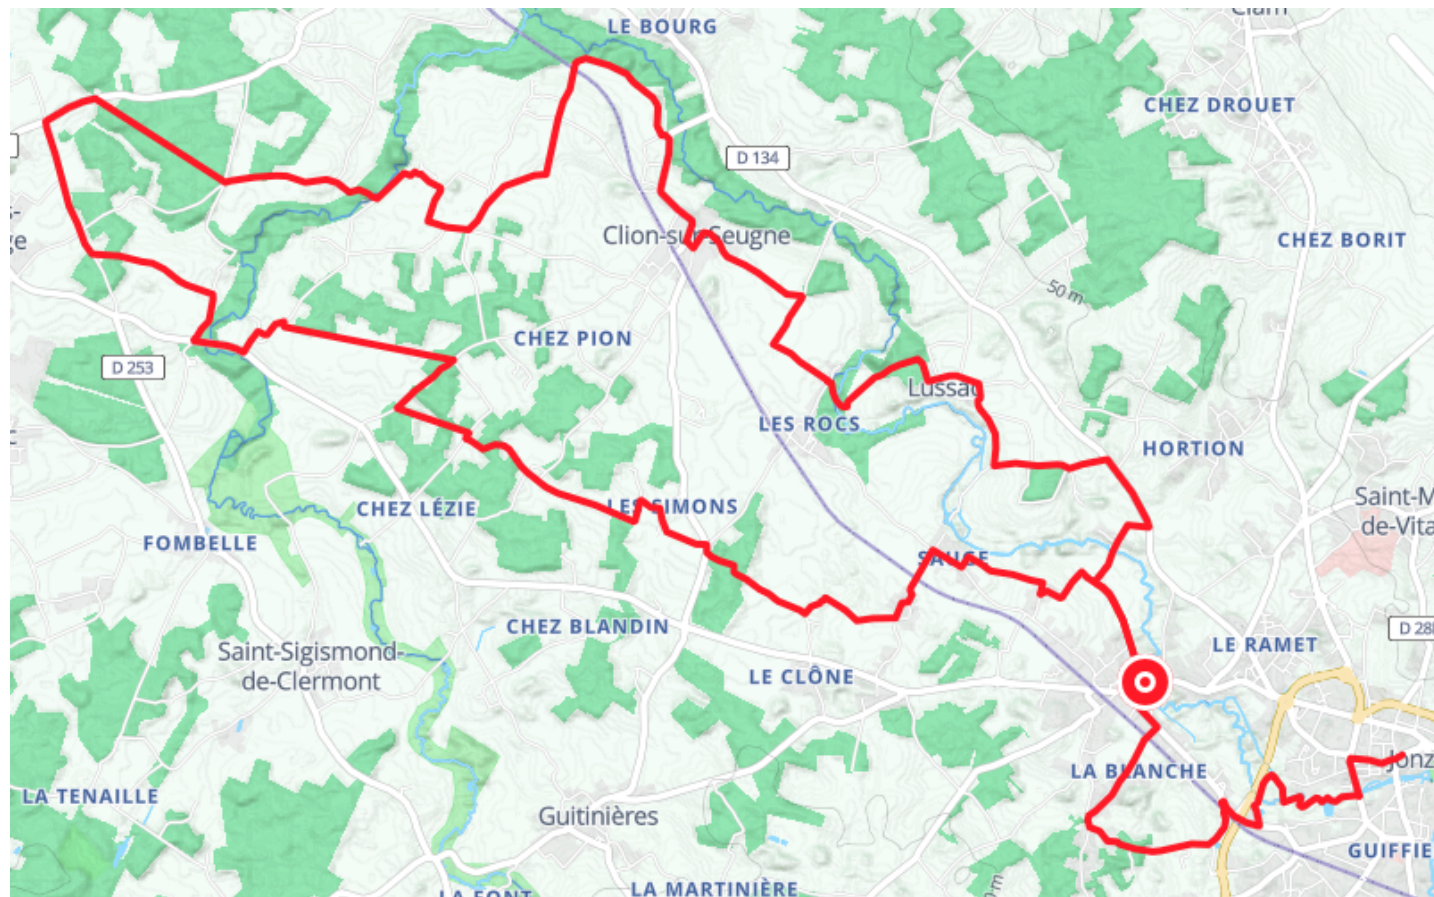 Clam
LE BOURG
CHEZ DROUET
D 134
Clion-sur-Seugne
CHEZ BORIT
50 m
CHEZ PION
D 253
Lussac
LES ROCS
HORTION
CHEZ LÉZIE
LES SIMONS
Saint-M
de-Vita
FOMBELLE
SAUGE
CHEZ BLANDIN
D 28
LE RAMET
Saint-Sigismond-
de-Clermont
LE CLÔNE
Jonz
LA BLANCHE
LA TENAILLE
Guitinières
GUIFFIE
LA MARTINIÈRE
LA FONT